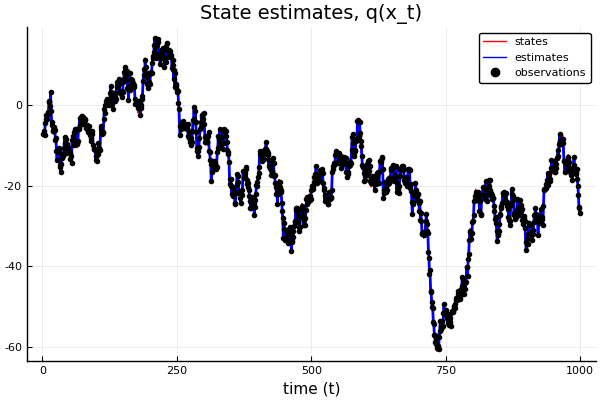 State estimates, q(x_t)
states
estimates
observations
0
-20
-40
-60
0
250
500
750
1000
time (t)